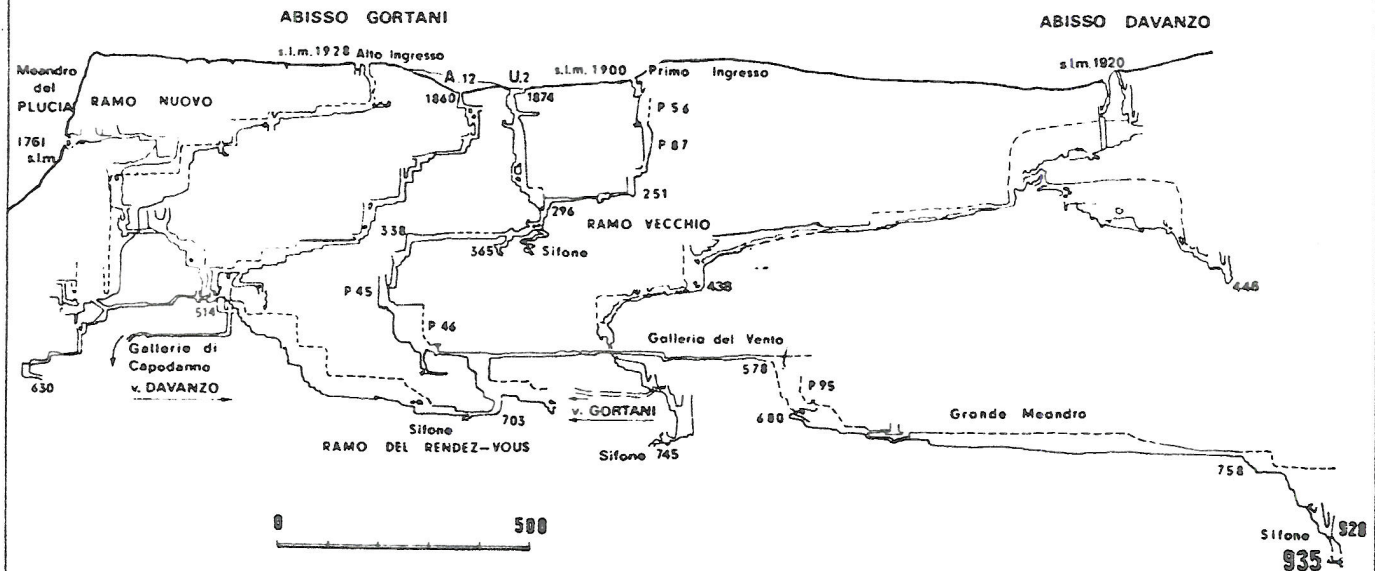 ABISSO GORTANI
ABISSO DAVANZO
s.l.m. 1928 Alto Ingresso
A.12
1860
U.2
1874
s.l.m. 1900 Primo Ingresso
s.l.m. 1920
Meandro
del
PLUCIA
RAMO NUOVO
1761
s.l.m.
P 56
P 87
251
296
RAMO VECCHIO
338
365
Sifone
438
446
P 45
514
P 46
Gallerie di
Capodanno
v. DAVANZO
630
Galleria del Vento
578
P 95
680
Grande Meandro
v. GORTANI
703
Sifone
RAMO DEL RENDEZ-VOUS
Sifone 745
758
0
500
Sifone
920
935